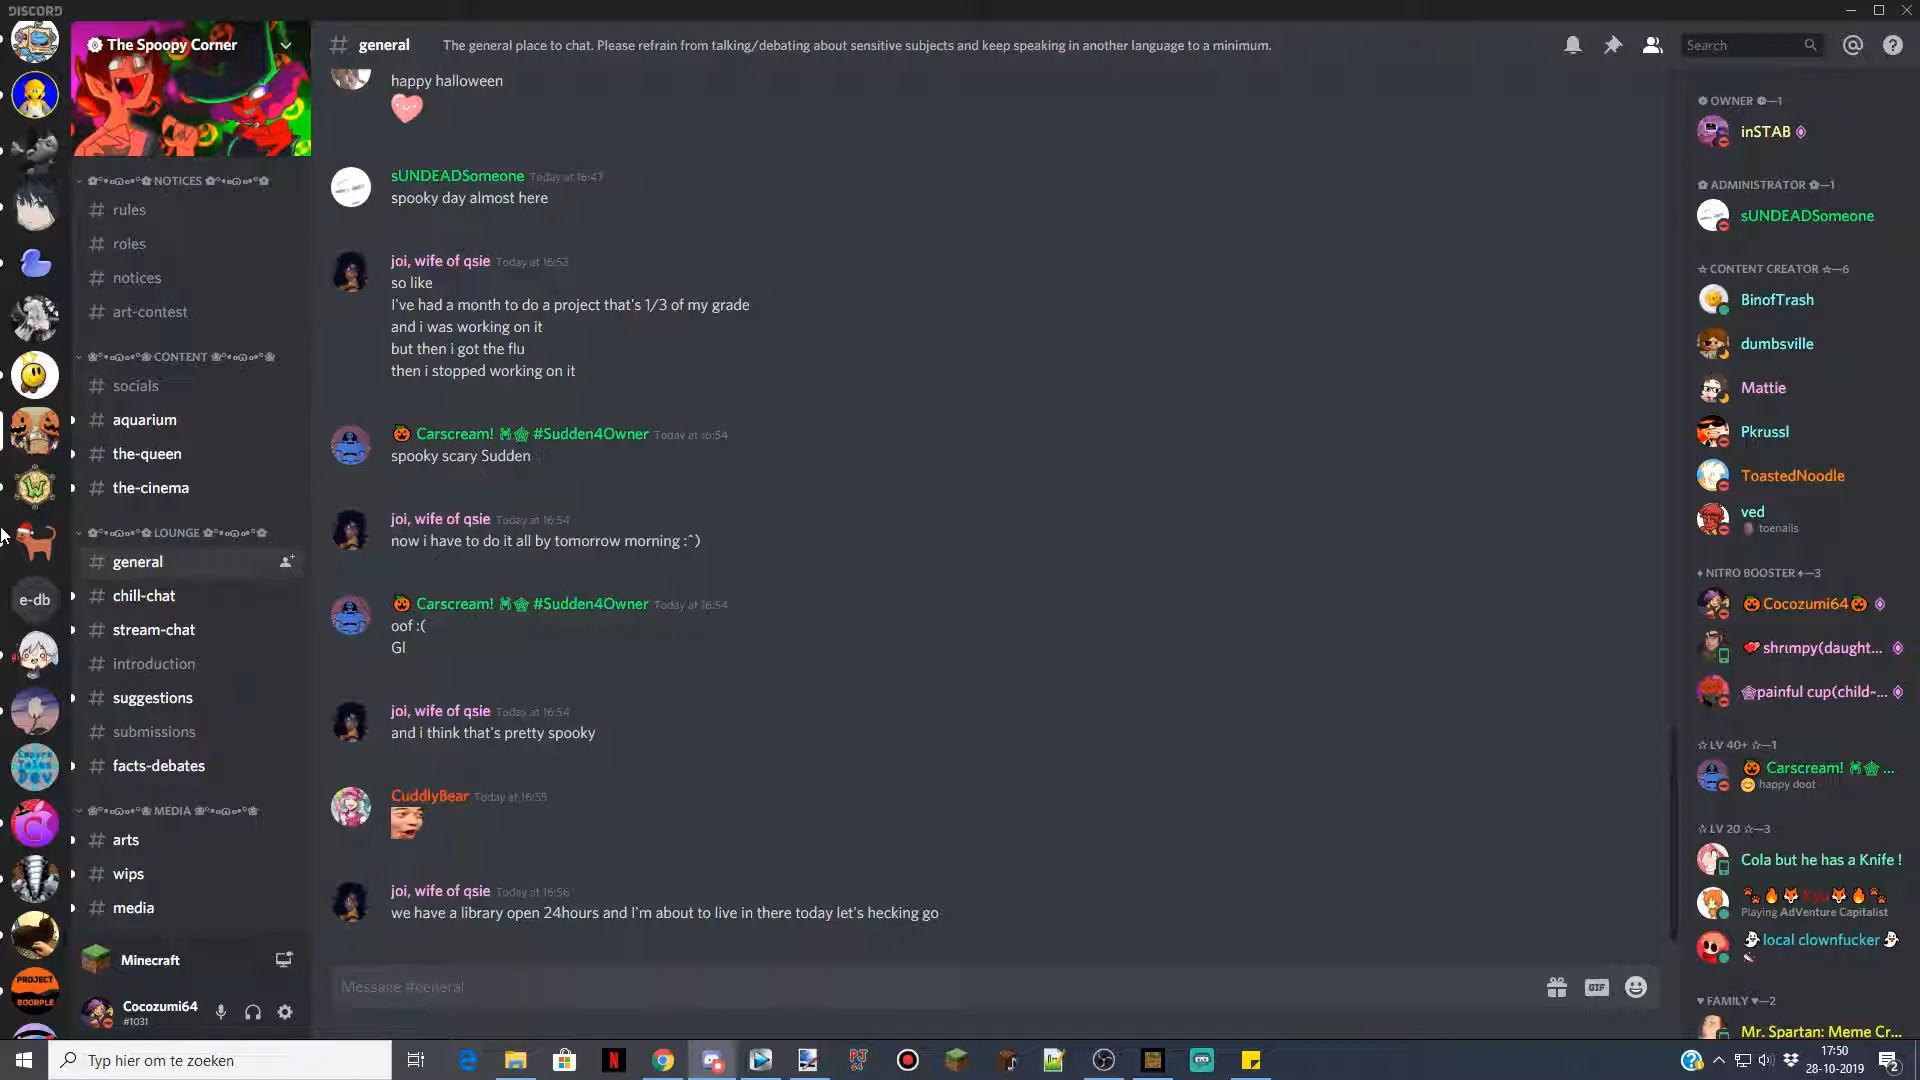 DISCORD
The Spoopy Corner
NOTICES
rules
roles
notices
art-contest
CONTENT
socials
aquarium
the-queen
the-cinema
LOUNGE
general
chill-chat
stream-chat
introduction
suggestions
submissions
facts-debates
MEDIA
arts
wips
media
e-db
PROJECT
BOORPLE
Minecraft
Cocozumi64
#1031
# general
The general place to chat. Please refrain from talking/debating about sensitive subjects and keep speaking in another language to a minimum.
Search
happy halloween
sUNDEADSomeone Today at 16:47
spooky day almost here
joi, wife of qsie Today at 16:53
so like
I've had a month to do a project that's 1/3 of my grade
and i was working on it
but then i got the flu
then i stopped working on it
🎃 Carscream! #Sudden4Owner Today at 16:54
spooky scary Sudden
joi, wife of qsie Today at 16:54
now i have to do it all by tomorrow morning :^)
🎃 Carscream! #Sudden4Owner Today at 16:54
oof :(
Gl
joi, wife of qsie Today at 16:54
and i think that's pretty spooky
CuddlyBear Today at 16:55
joi, wife of qsie Today at 16:56
we have a library open 24hours and I'm about to live in there today let's hecking go
Message #general
GIF
OWNER —1
inSTAB
ADMINISTRATOR —1
sUNDEADSomeone
☆ CONTENT CREATOR ☆—6
BinofTrash
dumbsville
Mattie
Pkrussl
ToastedNoodle
ved
toenails
♦ NITRO BOOSTER ♦—3
🎃Cocozumi64🎃
shrimpy(daught...
painful cup(child~...
☆ LV 40+ ☆—1
🎃 Carscream! ...
happy doot
☆ LV 20 ☆—3
Cola but he has a Knife !
🐾🔥🦊 Kyu 🦊🔥🐾
Playing AdVenture Capitalist
👻local clownfucker👻
♥ FAMILY ♥—2
Mr. Spartan: Meme Cr...
Typ hier om te zoeken
17:50
28-10-2019
2